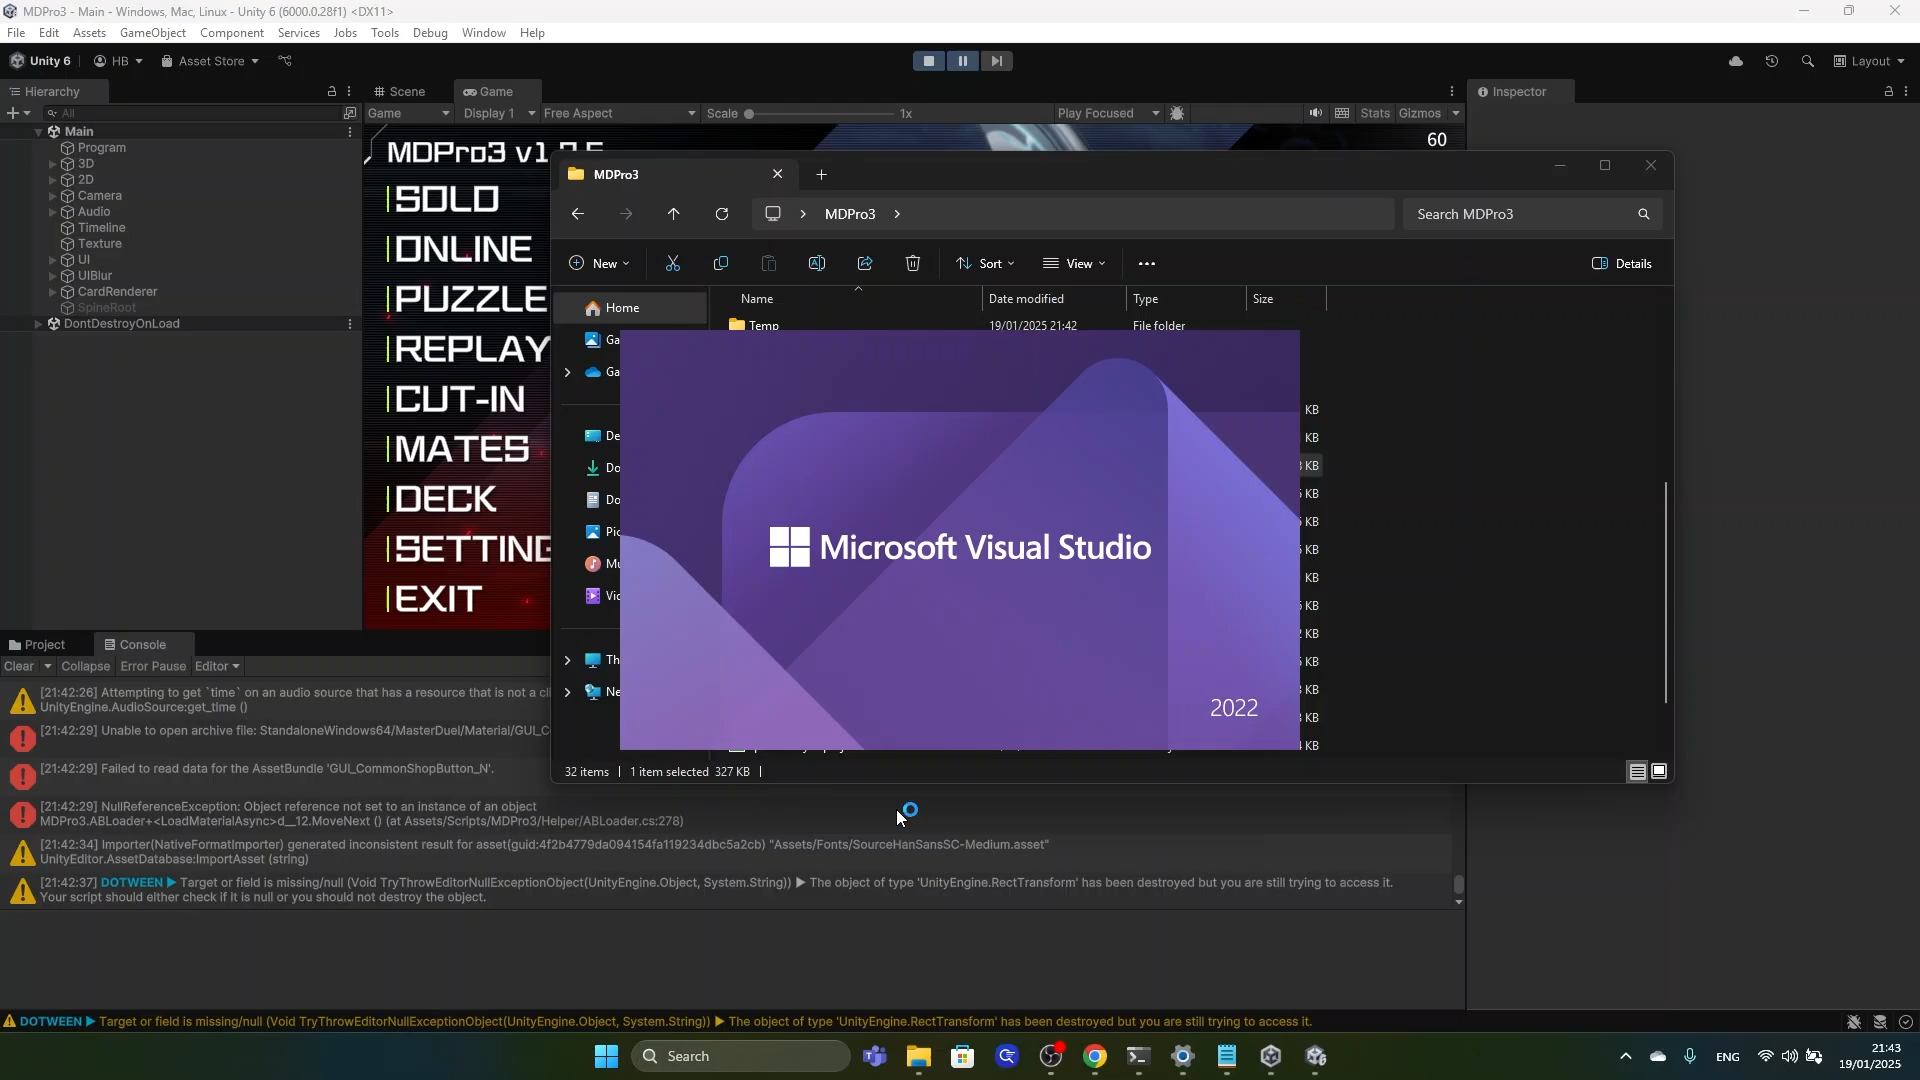 MDPro3 - Main - Windows, Mac, Linux - Unity 6 (6000.0.28f1) <DX11>
File Edit Assets GameObject Component Services Jobs Tools Debug Window Help
Unity 6 HB Asset Store Layout
Hierarchy Scene Game Inspector
All Game Display 1 Free Aspect Scale 1x Play Focused Stats Gizmos
Main
Program
3D
2D
Camera
Audio
Timeline
Texture
UI
UIBlur
CardRenderer
SpineRoot
DontDestroyOnLoad
60
SOLO
ONLINE
PUZZLE
REPLAY
CUT-IN
MATES
DECK
SETTING
EXIT
MDPro3
MDPro3
Search MDPro3
New Sort View Details
Home
Name Date modified Type Size
Temp 19/01/2025 21:42 File folder
Microsoft Visual Studio
2022
32 items 1 item selected 327 KB
Project Console
Clear Collapse Error Pause Editor
[21:42:26] Attempting to get `time` on an audio source that has a resource that is not a cli
UnityEngine.AudioSource:get_time ()
[21:42:29] Unable to open archive file: StandaloneWindows64/MasterDuel/Material/GUI_C
[21:42:29] Failed to read data for the AssetBundle 'GUI_CommonShopButton_N'.
[21:42:29] NullReferenceException: Object reference not set to an instance of an object
MDPro3.ABLoader+<LoadMaterialAsync>d__12.MoveNext () (at Assets/Scripts/MDPro3/Helper/ABLoader.cs:278)
[21:42:34] Importer(NativeFormatImporter) generated inconsistent result for asset(guid:4f2b4779da094154fa119234dbc5a2cb) "Assets/Fonts/SourceHanSansSC-Medium.asset"
UnityEditor.AssetDatabase:ImportAsset (string)
[21:42:37] DOTWEEN ► Target or field is missing/null (Void TryThrowEditorNullExceptionObject(UnityEngine.Object, System.String)) ► The object of type 'UnityEngine.RectTransform' has been destroyed but you are still trying to access it.
Your script should either check if it is null or you should not destroy the object.
DOTWEEN ► Target or field is missing/null (Void TryThrowEditorNullExceptionObject(UnityEngine.Object, System.String)) ► The object of type 'UnityEngine.RectTransform' has been destroyed but you are still trying to access it.
Search
ENG
21:43
19/01/2025